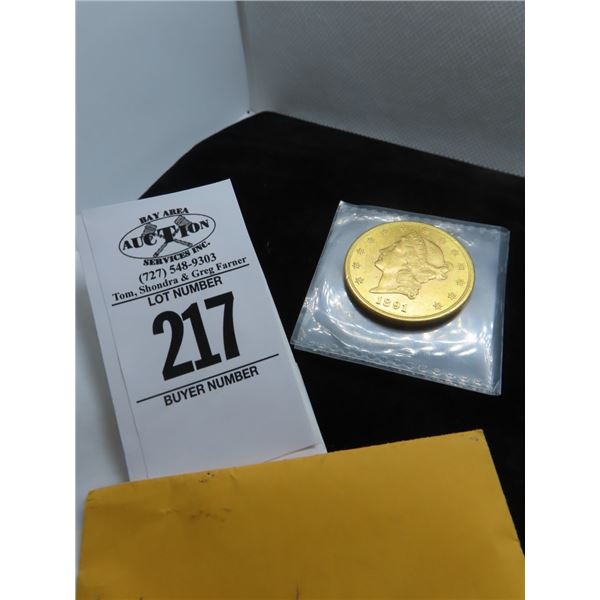 BAY AREA
AUCTION
SERVICES INC.
(727) 548-9303
Tom, Shondra & Greg Farner
LOT NUMBER
217
BUYER NUMBER
1891